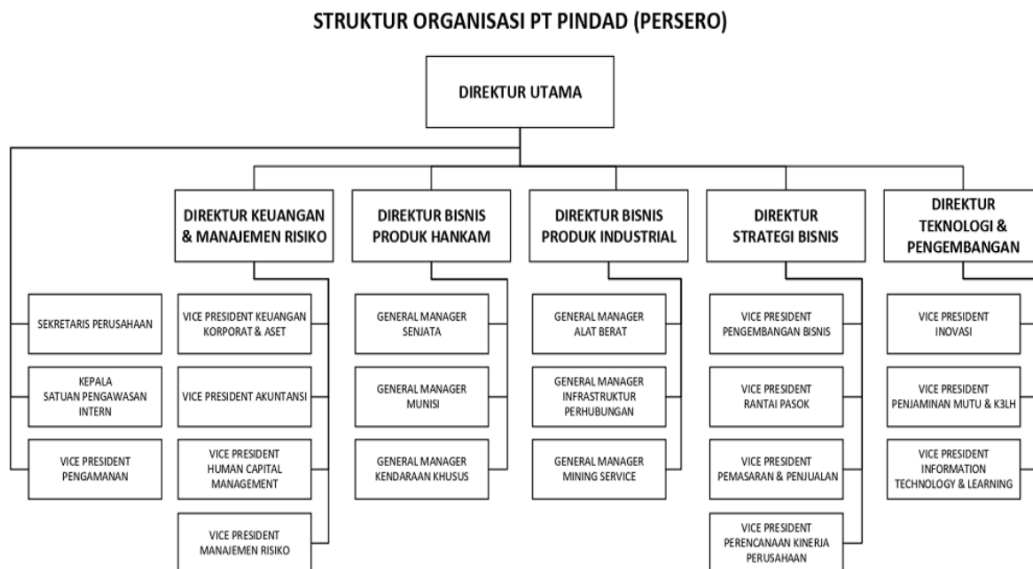 STRUKTUR ORGANISASI PT PINDAD (PERSERO)
DIREKTUR UTAMA
DIREKTUR KEUANGAN
& MANAJEMEN RISIKO
DIREKTUR BISNIS
PRODUK HANKAM
DIREKTUR BISNIS
PRODUK INDUSTRIAL
DIREKTUR
STRATEGI BISNIS
DIREKTUR
TEKNOLOGI &
PENGEMBANGAN
SEKRETARIS PERUSAHAAN
KEPALA
SATUAN PENGAWASAN
INTERN
VICE PRESIDENT
PENGAMANAN
VICE PRESIDENT KEUANGAN
KORPORAT & ASET
VICE PRESIDENT AKUNTANSI
VICE PRESIDENT
HUMAN CAPITAL
MANAGEMENT
VICE PRESIDENT
MANAJEMEN RISIKO
GENERAL MANAGER
SENJATA
GENERAL MANAGER
MUNISI
GENERAL MANAGER
KENDARAAN KHUSUS
GENERAL MANAGER
ALAT BERAT
GENERAL MANAGER
INFRASTRUKTUR
PERHUBUNGAN
GENERAL MANAGER
MINING SERVICE
VICE PRESIDENT
PENGEMBANGAN BISNIS
VICE PRESIDENT
RANTAI PASOK
VICE PRESIDENT
PEMASARAN & PENJUALAN
VICE PRESIDENT
PERENCANAAN KINERJA
PERUSAHAAN
VICE PRESIDENT
INOVASI
VICE PRESIDENT
PENJAMINAN MUTU & K3LH
VICE PRESIDENT
INFORMATION
TECHNOLOGY & LEARNING